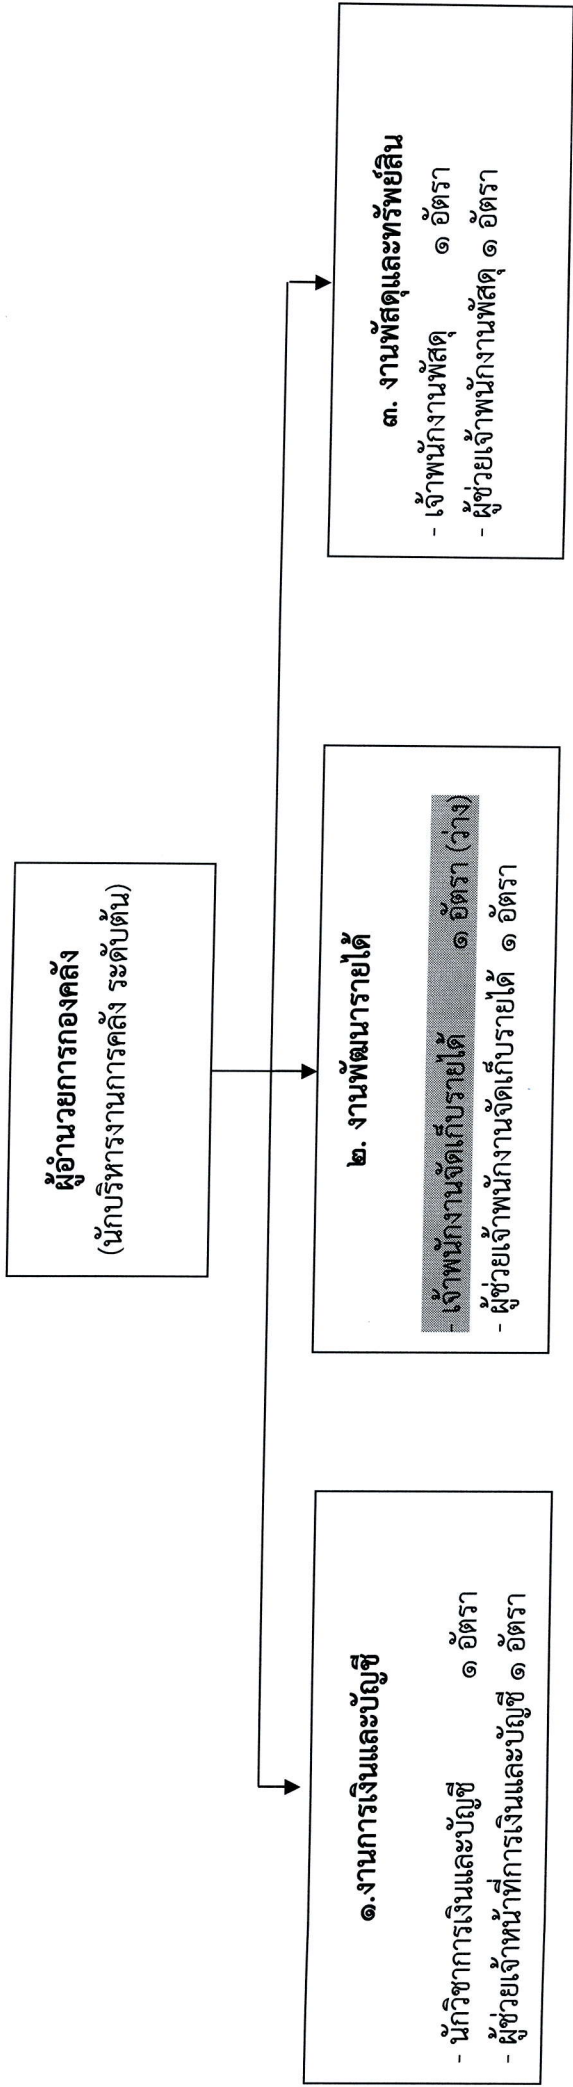 ผู้อำนวยการกองคลัง
(นักบริหารงานการคลัง ระดับต้น)
๑.งานการเงินและบัญชี
- นักวิชาการเงินและบัญชี ๑ อัตรา
- ผู้ช่วยเจ้าหน้าที่การเงินและบัญชี ๑ อัตรา
๒. งานพัฒนารายได้
- เจ้าพนักงานจัดเก็บรายได้ ๑ อัตรา (ว่าง)
- ผู้ช่วยเจ้าพนักงานจัดเก็บรายได้ ๑ อัตรา
๓. งานพัสดุและทรัพย์สิน
- เจ้าพนักงานพัสดุ ๑ อัตรา
- ผู้ช่วยเจ้าพนักงานพัสดุ ๑ อัตรา